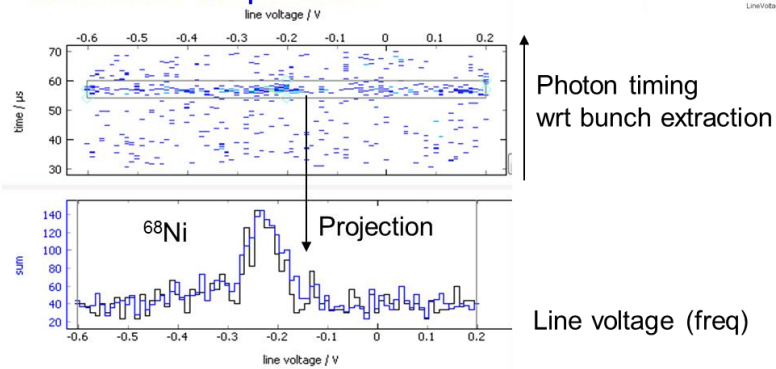 line voltage / V
LineVolta
-0.6 -0.5 -0.4 -0.3 -0.2 -0.1 0 0.1 0.2
70
60
50
40
30
time / µs
Photon timing
wrt bunch extraction
140
120
100
80
60
40
20
sum
⁶⁸Ni
Projection
-0.6 -0.5 -0.4 -0.3 -0.2 -0.1 0 0.1 0.2
line voltage / V
Line voltage (freq)